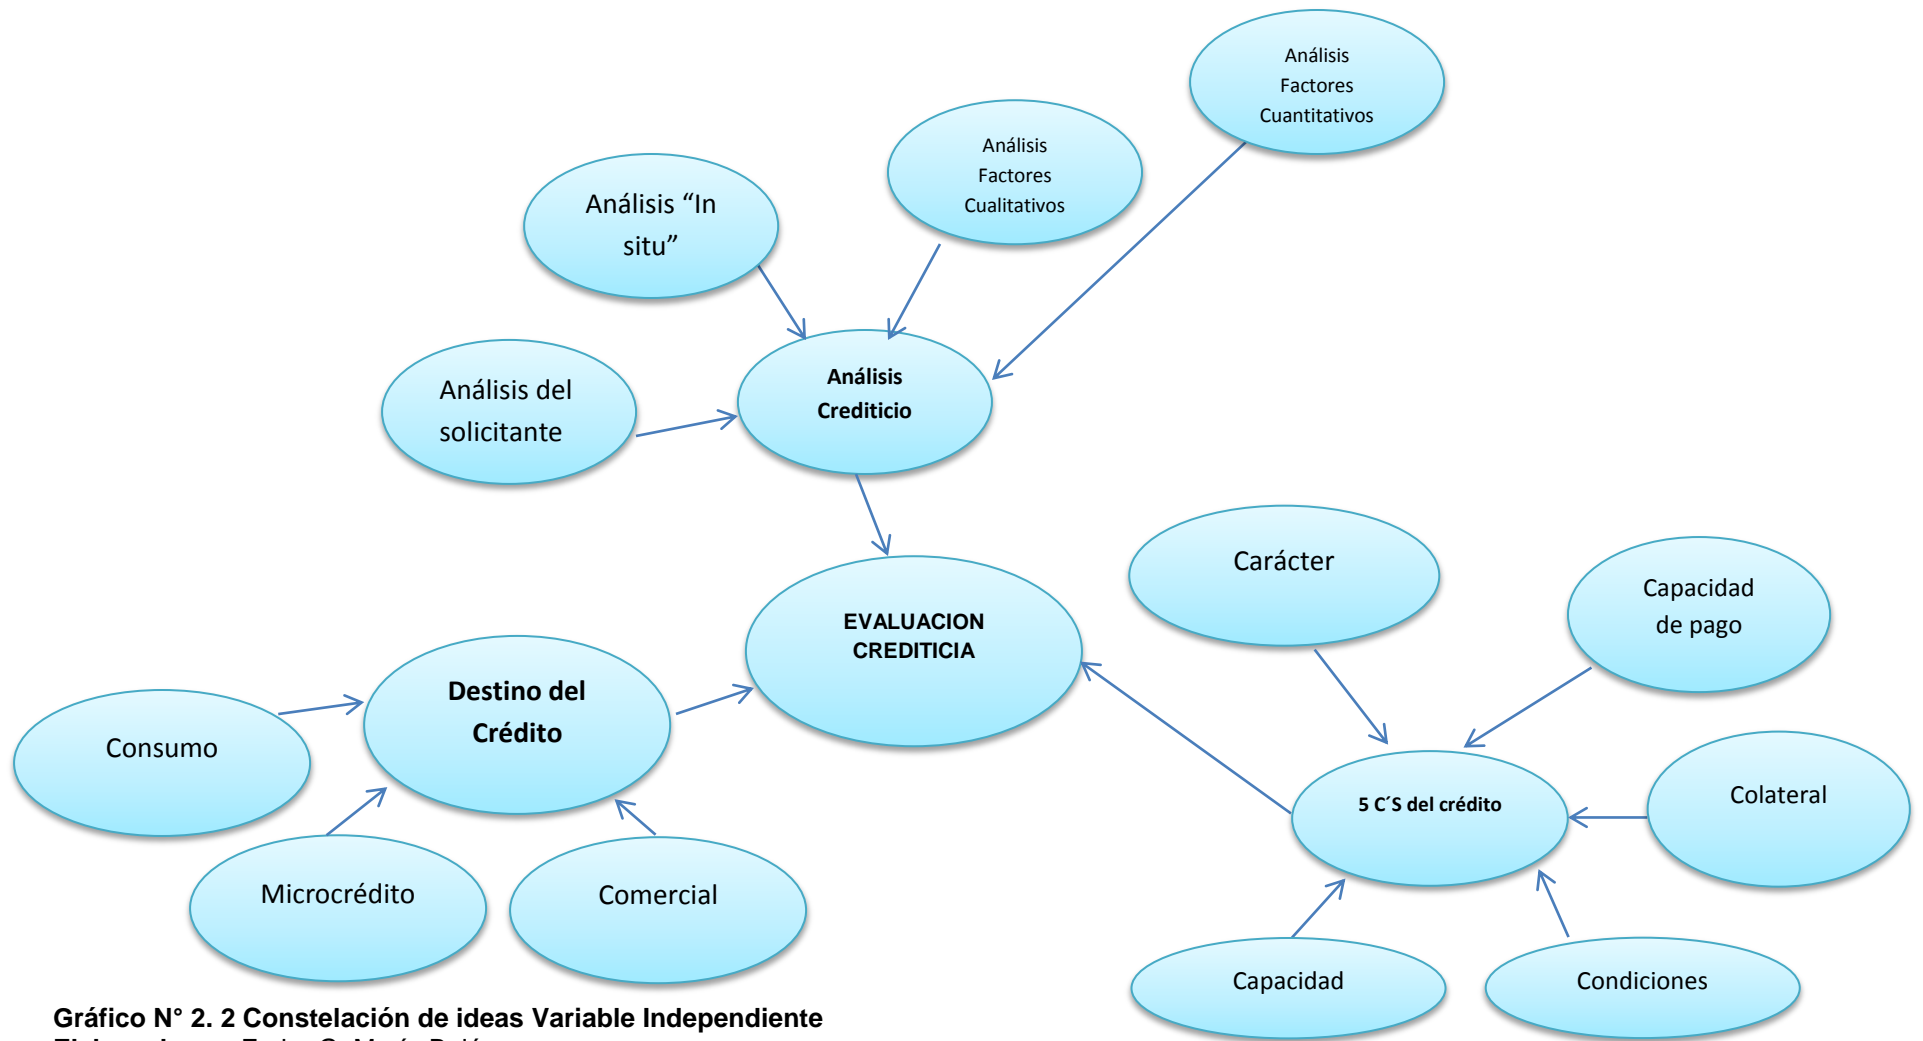 Análisis
Factores
Cuantitativos
Análisis
Factores
Cualitativos
Análisis “In
situ”
Análisis
Crediticio
Análisis del
solicitante
Carácter
Capacidad
de pago
EVALUACION
CREDITICIA
Destino del
Crédito
Consumo
5 C´S del crédito
Colateral
Microcrédito
Comercial
Capacidad
Condiciones
Gráfico N° 2. 2 Constelación de ideas Variable Independiente